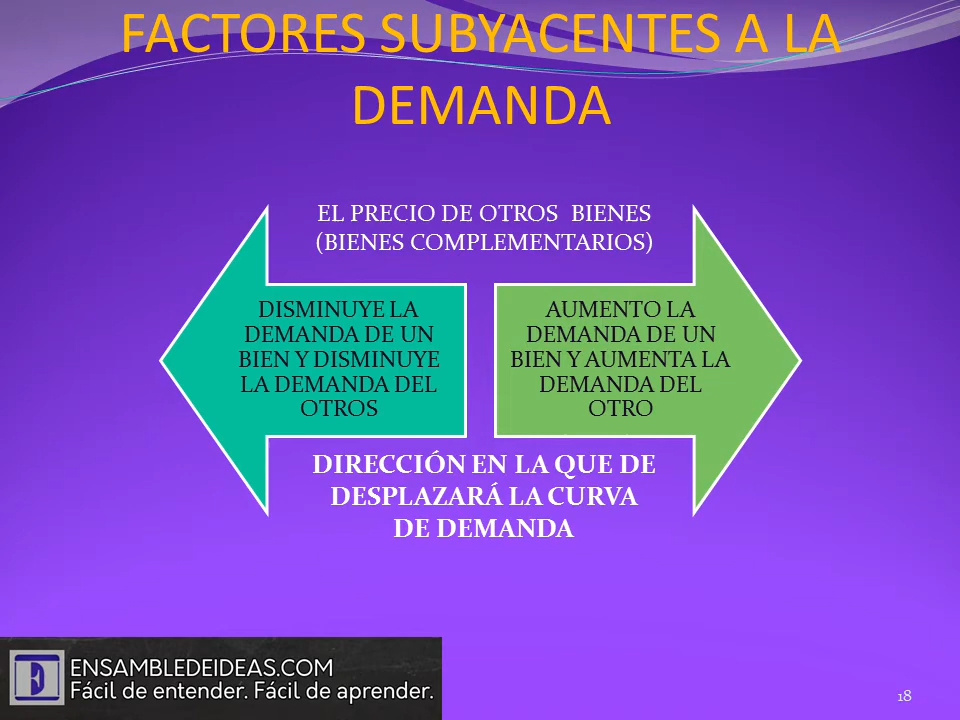 FACTORES SUBYACENTES A LA
DEMANDA
EL PRECIO DE OTROS BIENES
(BIENES COMPLEMENTARIOS)
DISMINUYE LA
DEMANDA DE UN
BIEN Y DISMINUYE
LA DEMANDA DEL
OTROS
AUMENTO LA
DEMANDA DE UN
BIEN Y AUMENTA LA
DEMANDA DEL
OTRO
DIRECCIÓN EN LA QUE DE
DESPLAZARÁ LA CURVA
DE DEMANDA
E
ENSAMBLEDEIDEAS.COM
Fácil de entender. Fácil de aprender.
18